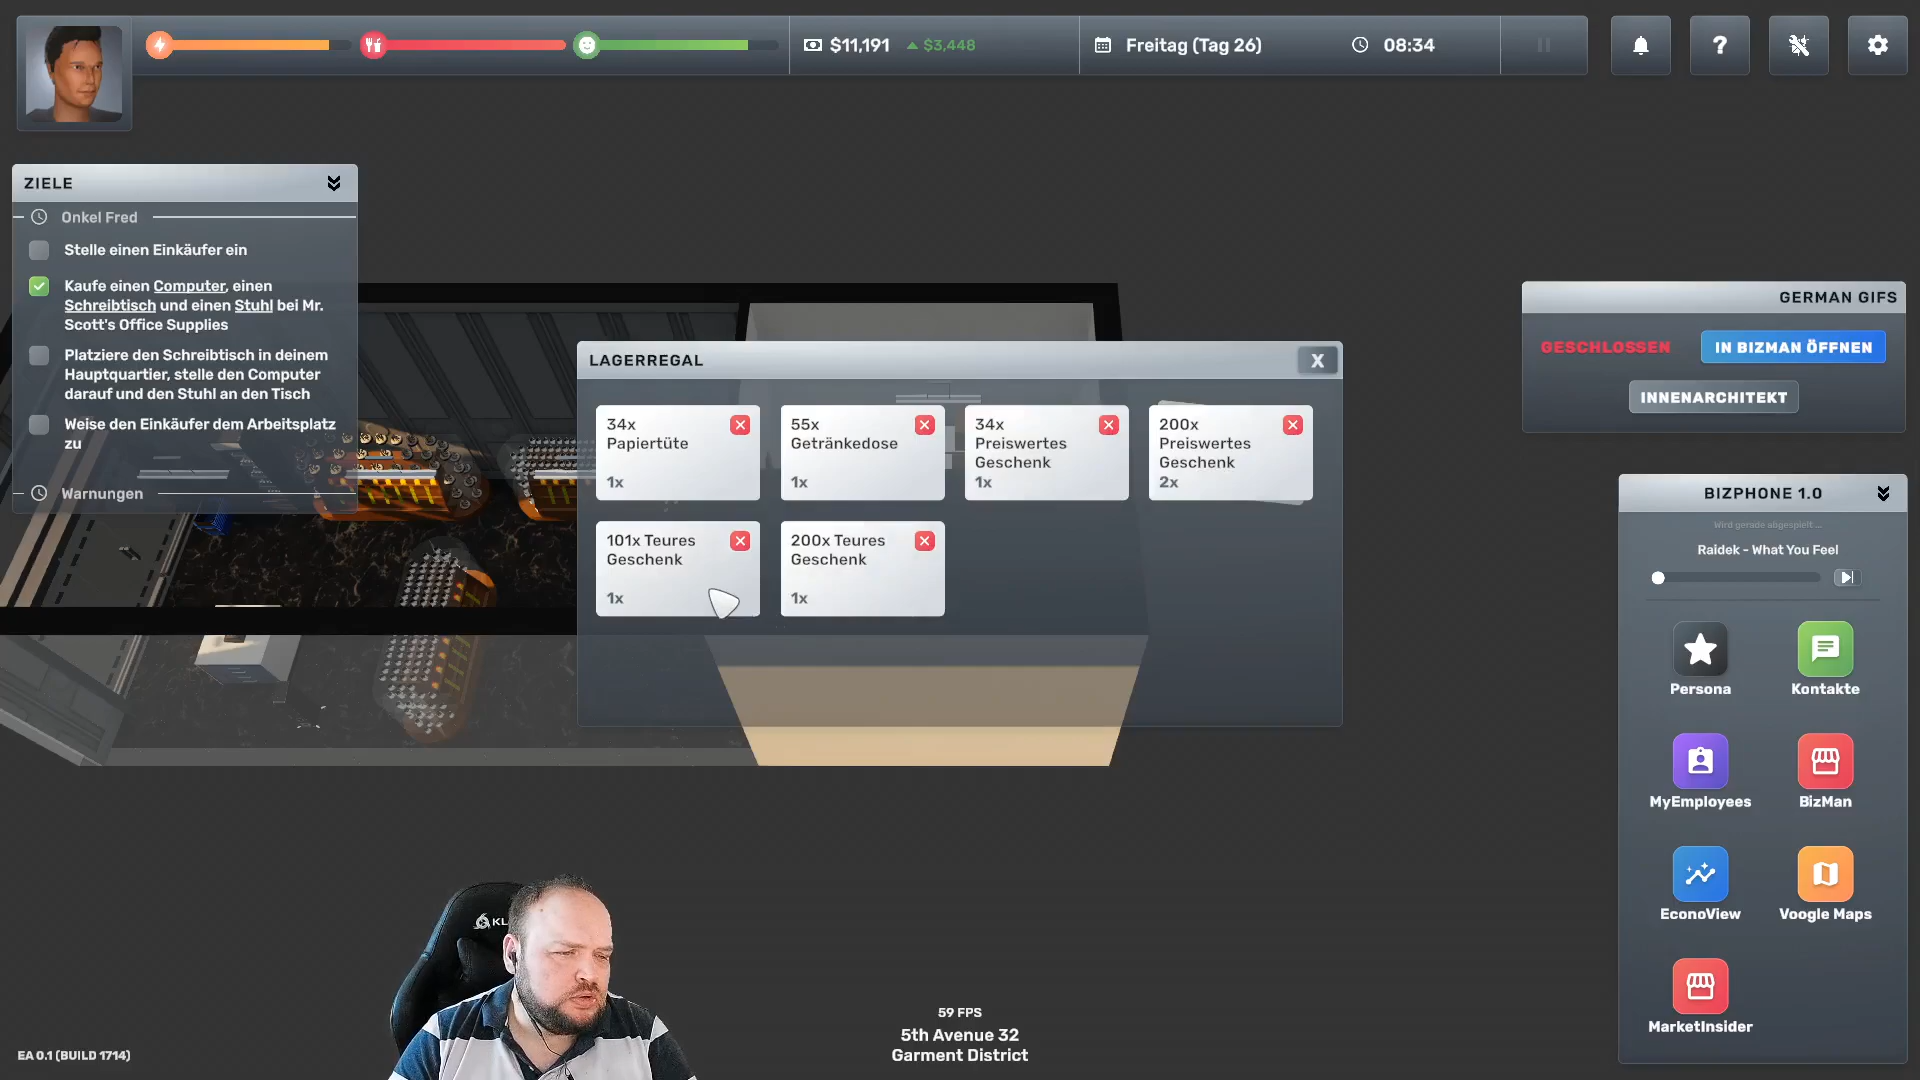 $11,191
$3,448
Freitag (Tag 26)
08:34
?
ZIELE
Onkel Fred
Stelle einen Einkäufer ein
Kaufe einen Computer, einen
Schreibtisch und einen Stuhl bei Mr.
Scott's Office Supplies
Platziere den Schreibtisch in deinem
Hauptquartier, stelle den Computer
darauf und den Stuhl an den Tisch
Weise den Einkäufer dem Arbeitsplatz
zu
Warnungen
LAGERREGAL
X
34x
Papiertüte
1x
55x
Getränkedose
1x
34x
Preiswertes
Geschenk
1x
200x
Preiswertes
Geschenk
2x
101x Teures
Geschenk
1x
200x Teures
Geschenk
1x
GERMAN GIFS
GESCHLOSSEN
IN BIZMAN ÖFFNEN
INNENARCHITEKT
BIZPHONE 1.0
Wird gerade abgespielt ...
Raidek - What You Feel
Persona
Kontakte
MyEmployees
BizMan
EconoView
Voogle Maps
MarketInsider
KL
59 FPS
5th Avenue 32
Garment District
EA 0.1 (BUILD 1714)